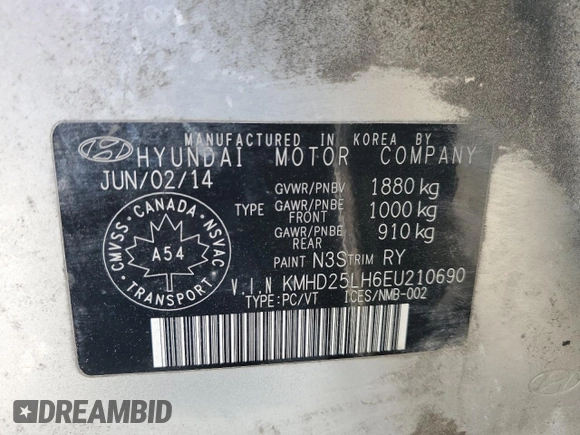 MANUFACTURED IN KOREA BY
HYUNDAI MOTOR COMPANY
JUN/02/14
GVWR/PNBV 1880 kg
TYPE GAWR/PNBE FRONT 1000 kg
GAWR/PNBE REAR 910 kg
PAINT N3S TRIM RY
V.I.N KMHD25LH6EU210690
TYPE:PC/VT ICES/NMB-002
CANADA
CMVSS
NSVAC
A54
TRANSPORT
DREAMBID